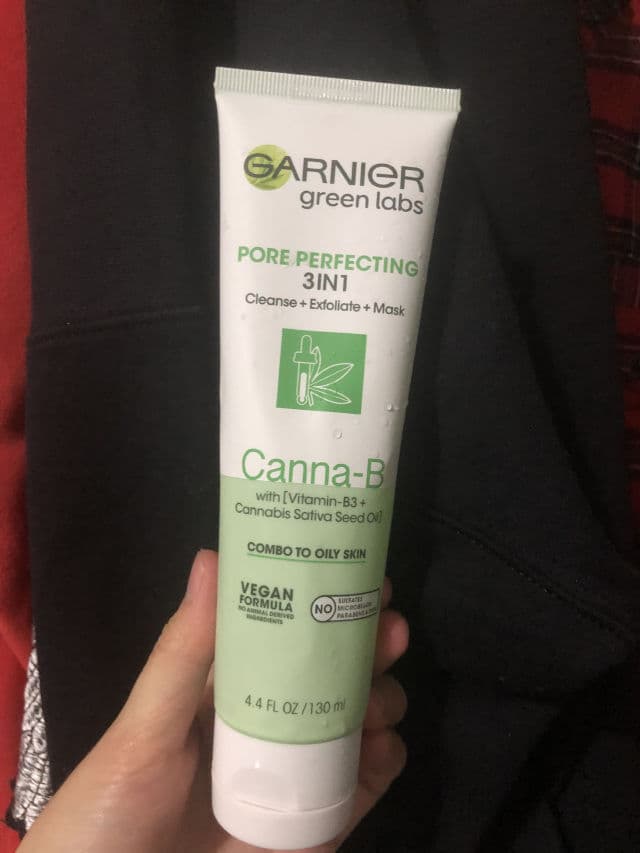 GARNIER
green labs
PORE PERFECTING
3IN1
Cleanse + Exfoliate + Mask
Canna-B
with [Vitamin-B3 +
Cannabis Sativa Seed Oil]
COMBO TO OILY SKIN
VEGAN
FORMULA
NO ANIMAL DERIVED
INGREDIENTS
NO
SULFATES
MICROBEADS
PARABENS
4.4 FL OZ / 130 ml